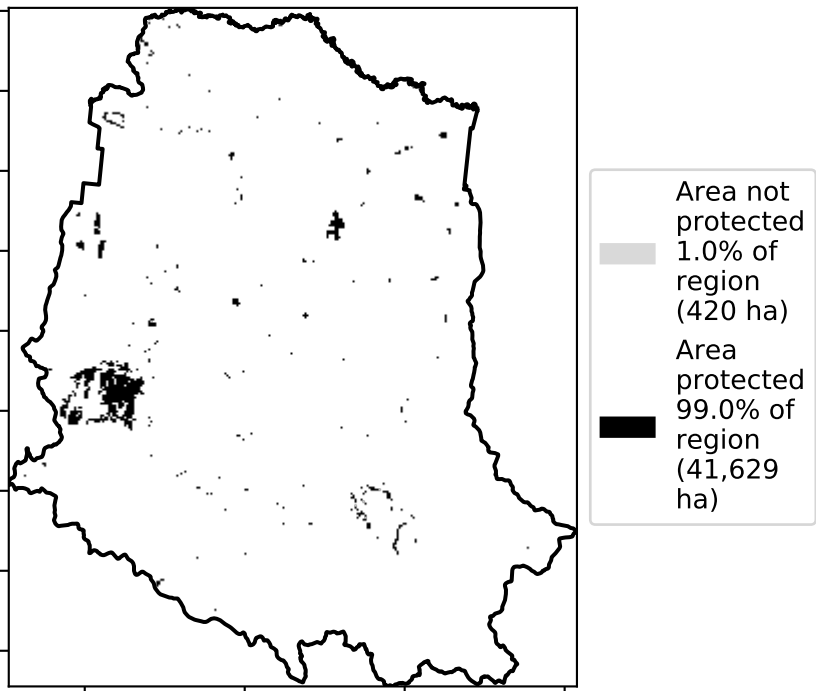 Area not
protected
1.0% of
region
(420 ha)
Area
protected
99.0% of
region
(41,629
ha)